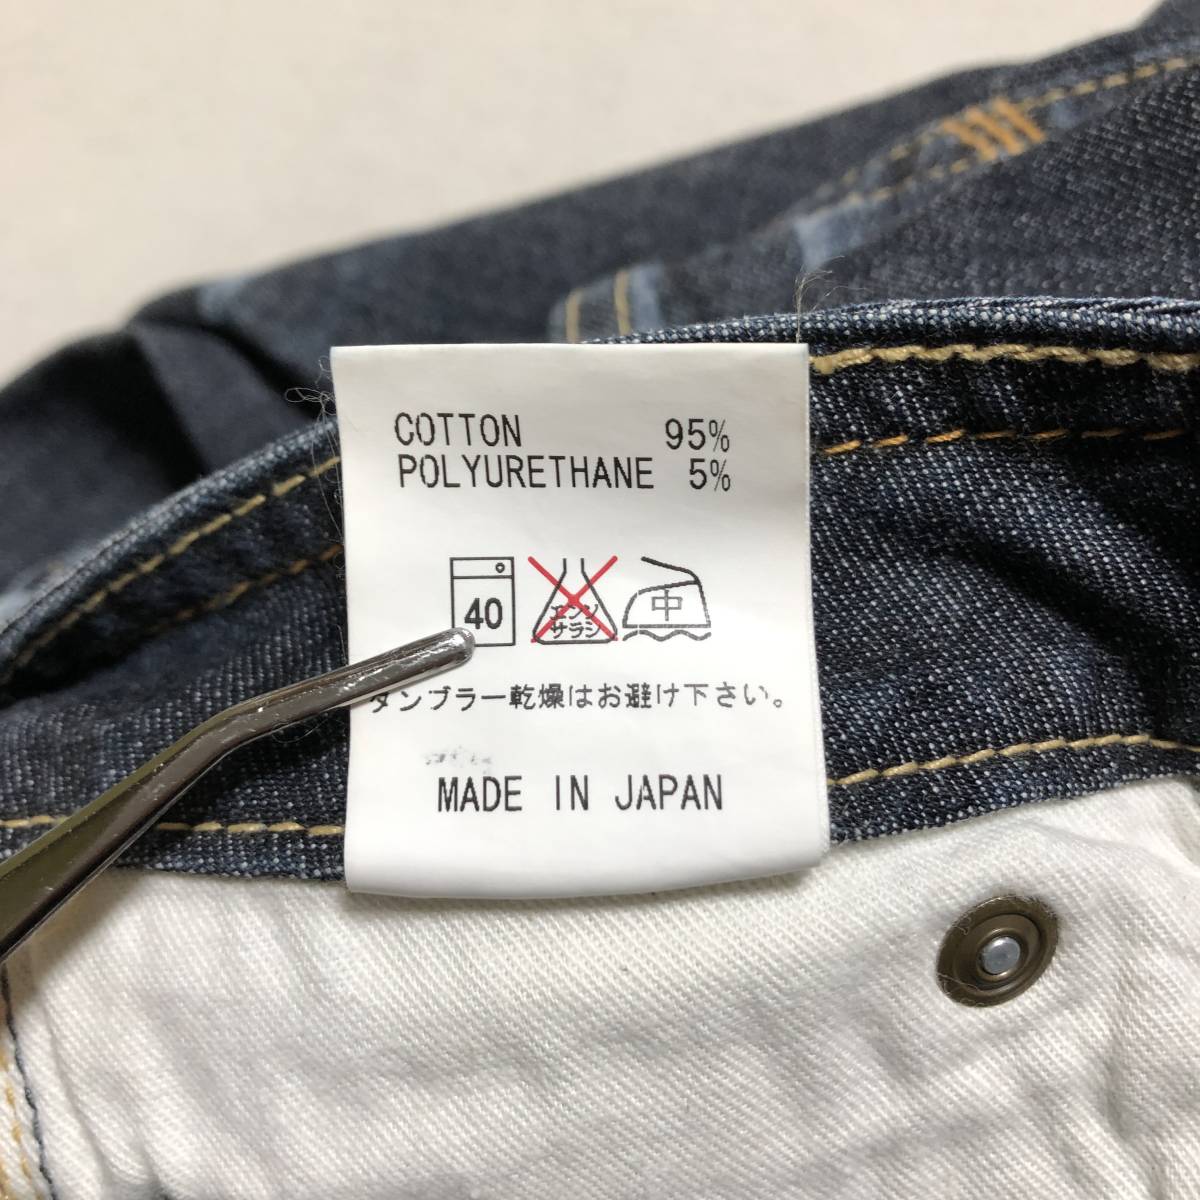 COTTON 95%
POLYURETHANE 5%
40
エンソ
サラシ
中
タンブラー乾燥はお避け下さい。
MADE IN JAPAN